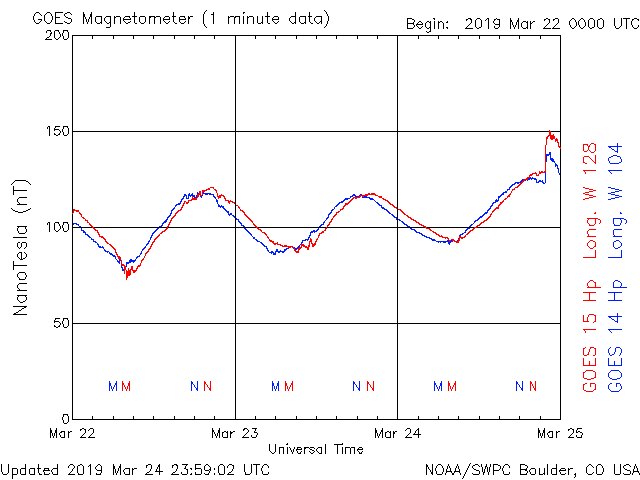 GOES Magnetometer (1 minute data)
Begin: 2019 Mar 22 0000 UTC
200
150
100
50
0
NanoTesla (nT)
M M N N M M N N M M N N
Mar 22 Mar 23 Mar 24 Mar 25
Universal Time
GOES 15 Hp Long. W 128
GOES 14 Hp Long. W 104
Updated 2019 Mar 24 23:59:02 UTC
NOAA/SWPC Boulder, CO USA